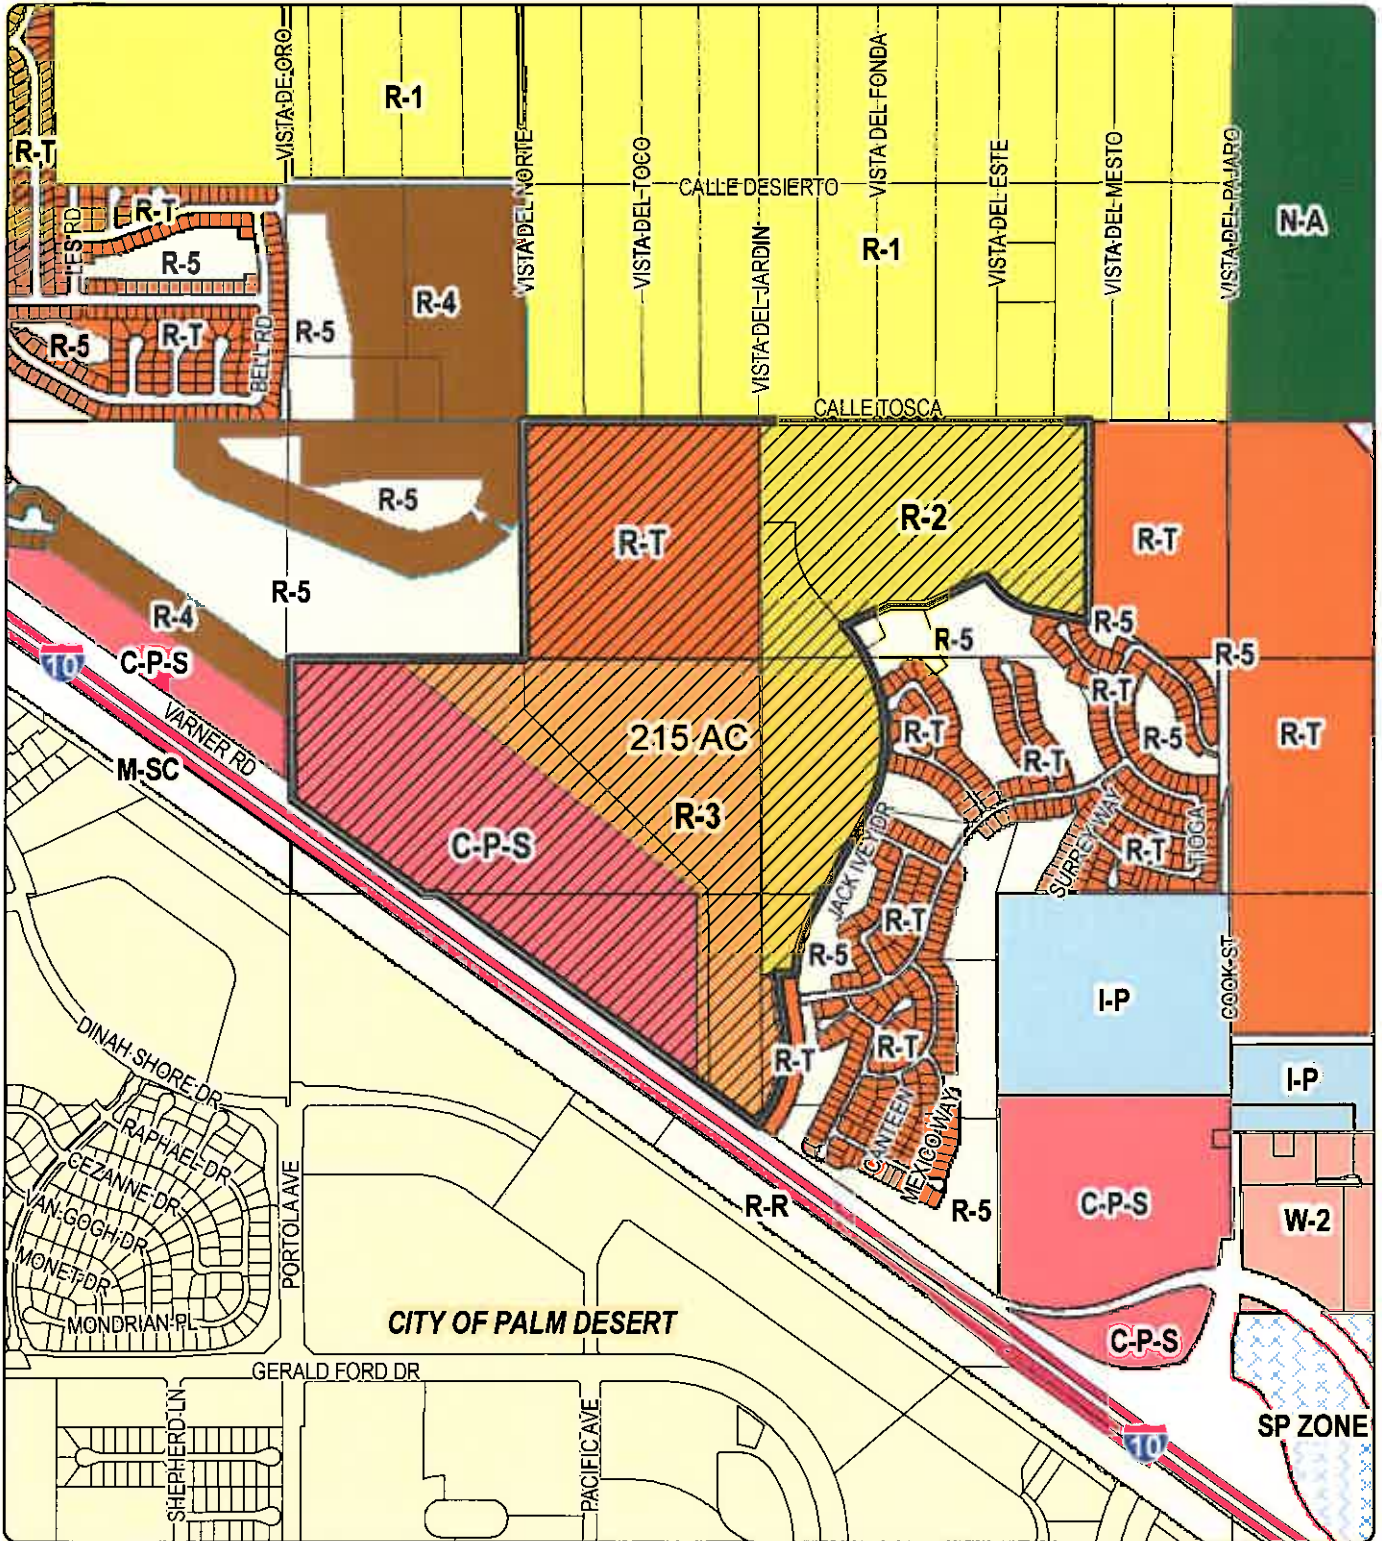 VISTA DE ORO
R-1
VISTA DEL NORTE
VISTA DEL TOCO
VISTA DEL JARDIN
VISTA DEL FONDA
VISTA DEL ESTE
VISTA DEL MESTO
VISTA DEL PAJARO
N-A
R-T
CALLE DESIERTO
R-T
R-1
R-5
R-4
R-5
R-T
R-5
BELL RD
CALLE TOSCA
R-5
R-T
R-2
R-T
R-5
R-4
R-5
R-5
R-5
10
C-P-S
R-T
VARNER RD
215 AC
R-T
R-5
R-T
M-SC
R-T
R-3
C-P-S
JACK IVEY DR
SURREY WAY
R-T
TIOGA
R-T
R-5
COOK ST
I-P
DINAH SHORE DR
R-T
R-T
I-P
CANTEEN
MEXICO WAY
RAPHAEL DR
CEZANNE DR
VAN GOGH DR
MONET DR
MONDRIAN PL
PORTOLA AVE
R-R
R-5
C-P-S
W-2
CITY OF PALM DESERT
C-P-S
GERALD FORD DR
SHEPHERD LN
PACIFIC AVE
SP ZONE
10